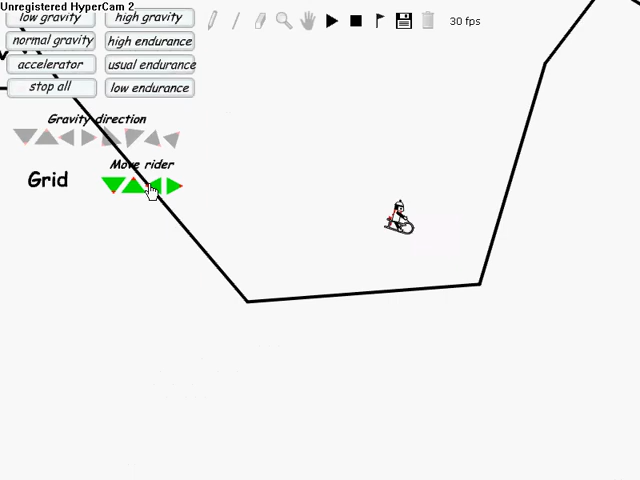 Unregistered HyperCam 2
low gravity high gravity
30 fps
normal gravity high endurance
accelerator usual endurance
stop all low endurance
Gravity direction
Move rider
Grid